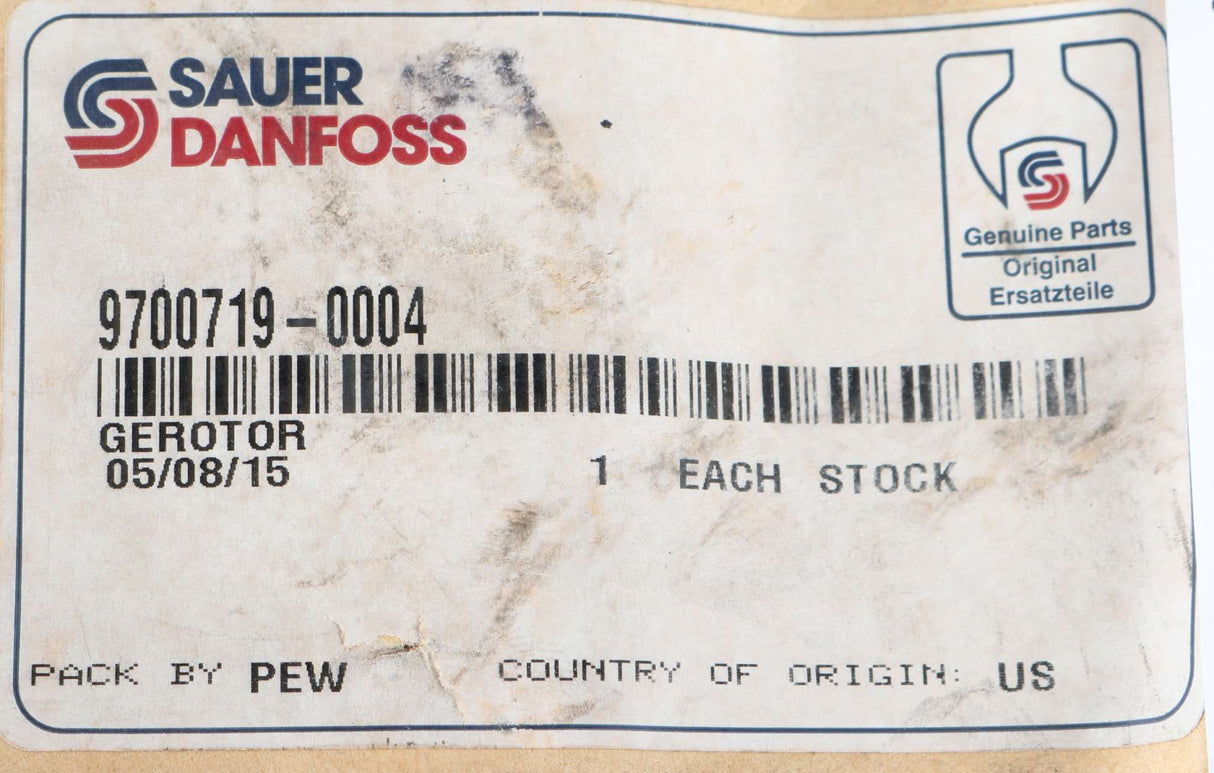 SAUER
DANFOSS
Genuine Parts
Original
Ersatzteile
9700719-0004
GEROTOR
05/08/15 1 EACH STOCK
PACK BY PEW COUNTRY OF ORIGIN: US